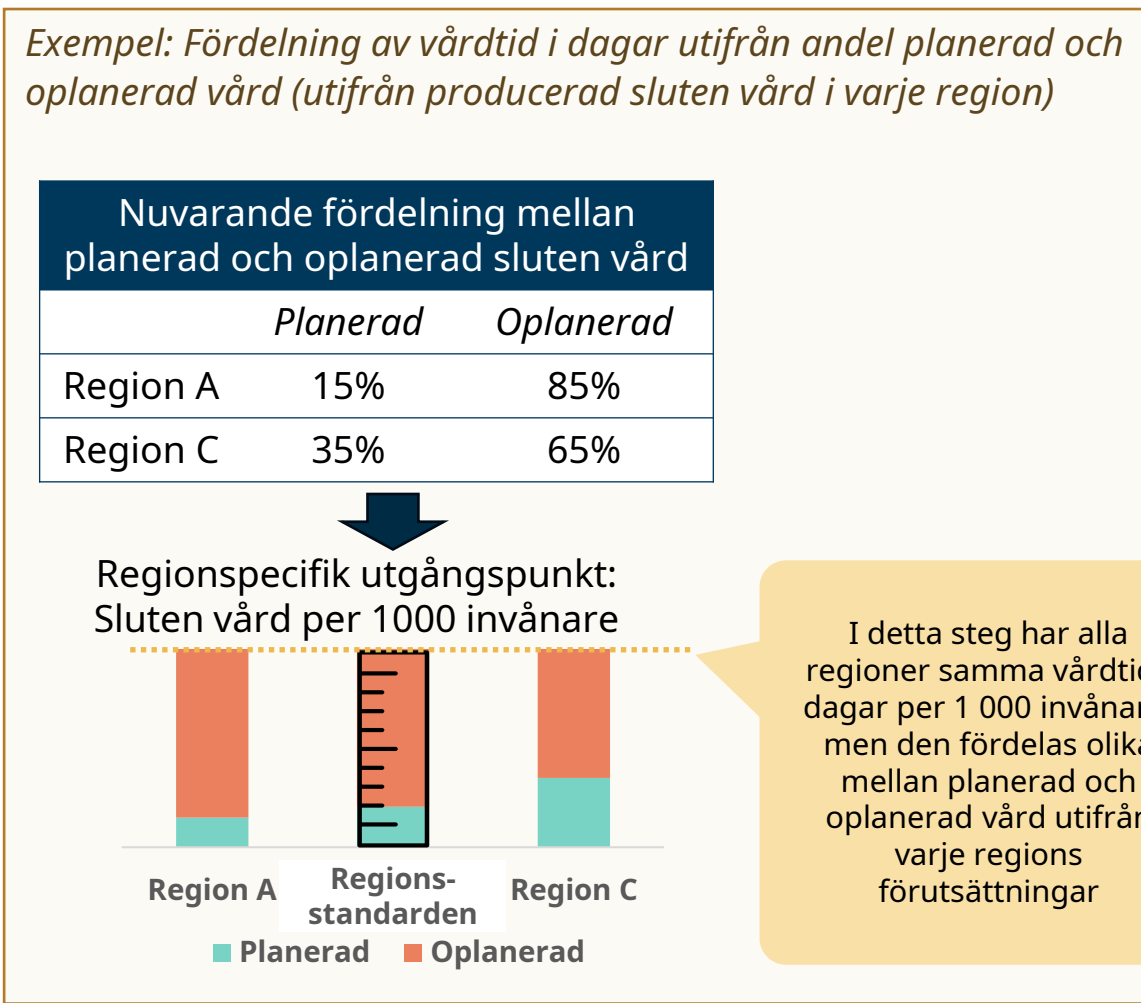 Exempel: Fördelning av vårdtid i dagar utifrån andel planerad och
oplanerad vård (utifrån producerad sluten vård i varje region)
Nuvarande fördelning mellan
planerad och oplanerad sluten vård
Planerad Oplanerad
Region A 15% 85%
Region C 35% 65%
Regionspecifik utgångspunkt:
Sluten vård per 1000 invånare
I detta steg har alla
regioner samma
dagar per 1 000
men den fördelas
mellan planerad och
oplanerad vård
varje regions
förutsättningar
Region A
Regions-
standarden
Region C
Planerad Oplanerad